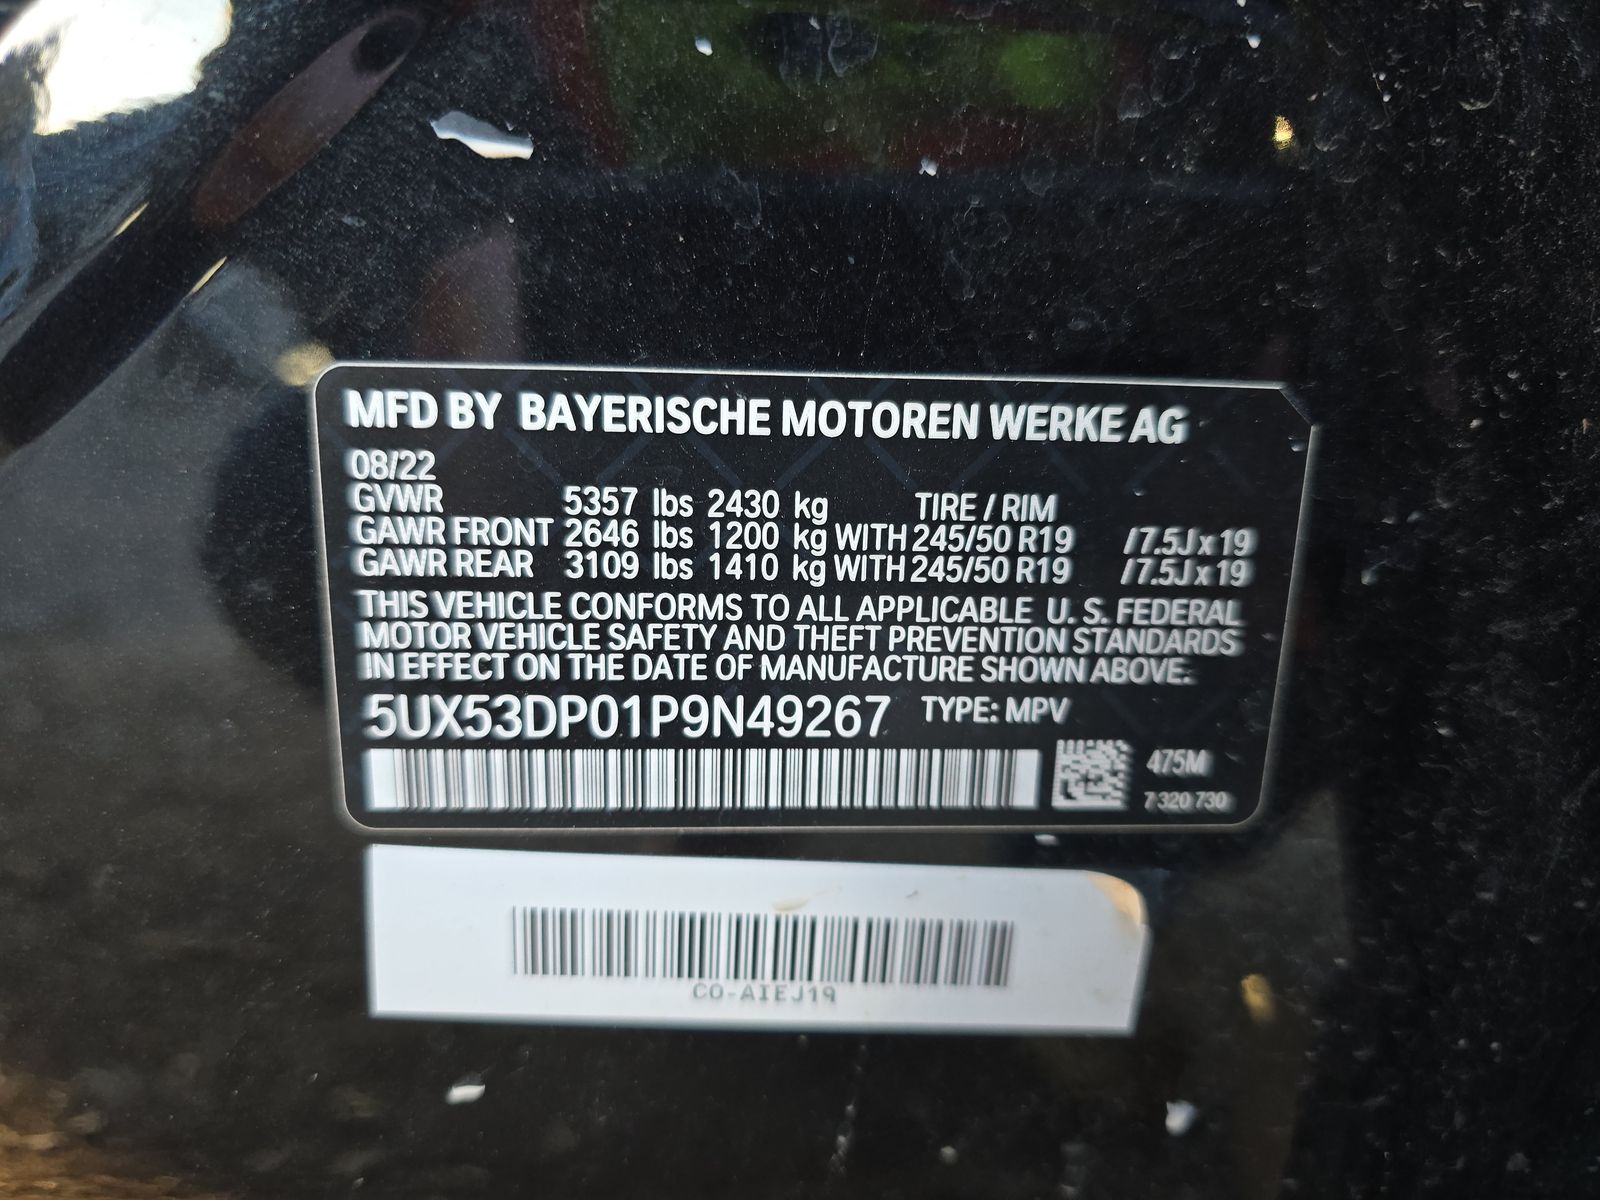 MFD BY BAYERISCHE MOTOREN WERKE AG
08/22
GVWR 5357 lbs 2430 kg TIRE / RIM
GAWR FRONT 2646 lbs 1200 kg WITH 245/50 R19 /7.5J x 19
GAWR REAR 3109 lbs 1410 kg WITH 245/50 R19 /7.5J x 19
THIS VEHICLE CONFORMS TO ALL APPLICABLE U. S. FEDERAL
MOTOR VEHICLE SAFETY AND THEFT PREVENTION STANDARDS
IN EFFECT ON THE DATE OF MANUFACTURE SHOWN ABOVE:
5UX53DP01P9N49267 TYPE: MPV
475M
7 320 730
CO-AIEJ19